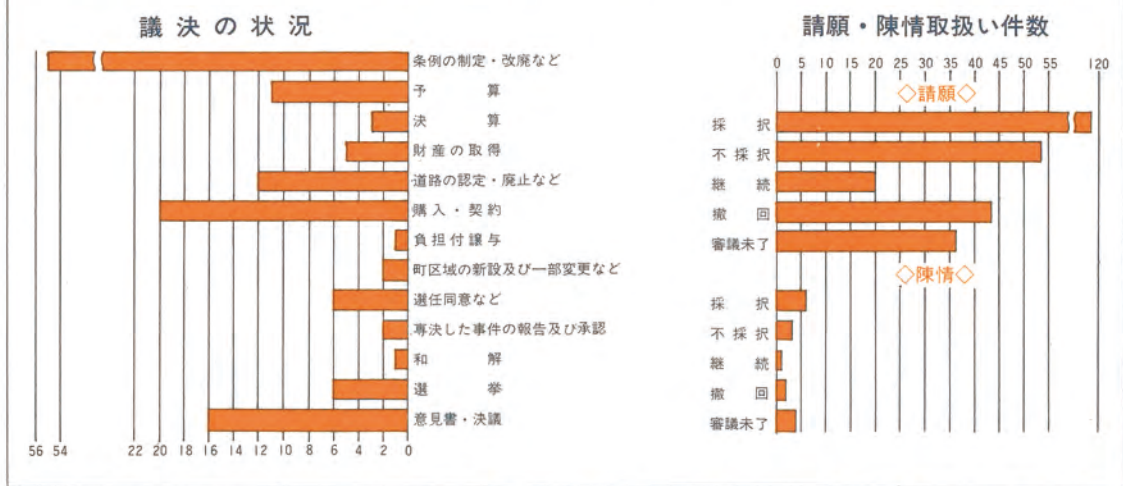 議決の状況
条例の制定・改廃など
予算
決算
財産の取得
道路の認定・廃止など
購入・契約
負担付譲与
町区域の新設及び一部変更など
選任同意など
専決した事件の報告及び承認
和解
選挙
意見書・決議
56 54 22 20 18 16 14 12 10 8 6 4 2 0
請願・陳情取扱い件数
0 5 10 15 20 25 30 35 40 45 50 55 120
◇請願◇
採択
不採択
継続
撤回
審議未了
◇陳情◇
採択
不採択
継続
撤回
審議未了